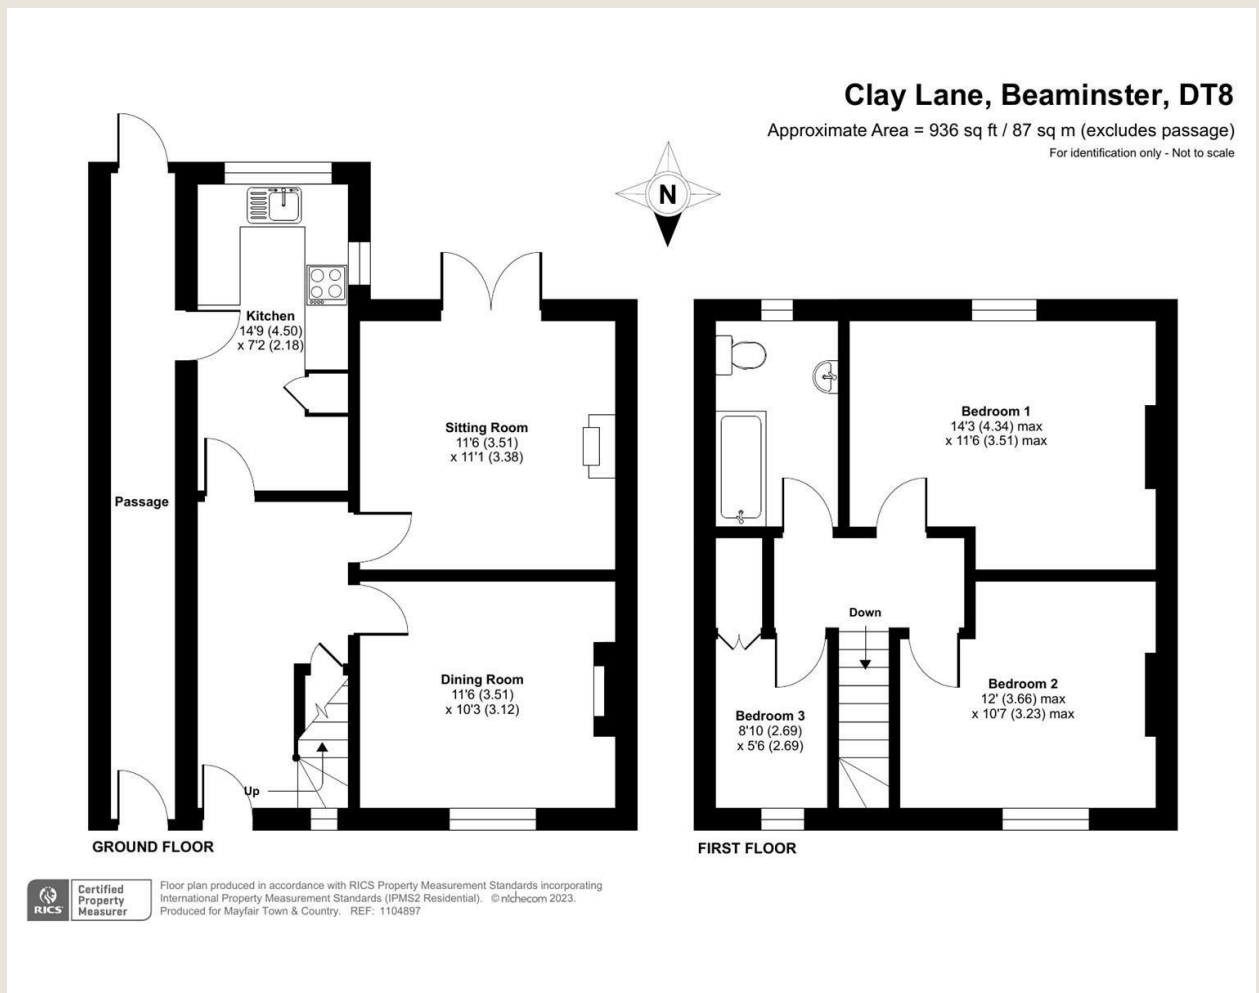 Clay Lane, Beaminster, DT8
Approximate Area = 936 sq ft / 87 sq m (excludes passage)
For identification only - Not to scale
N
Kitchen
14'9 (4.50)
x 7'2 (2.18)
Sitting Room
11'6 (3.51)
x 11'1 (3.38)
Passage
Dining Room
11'6 (3.51)
x 10'3 (3.12)
Up
GROUND FLOOR
Bedroom 1
14'3 (4.34) max
x 11'6 (3.51) max
Down
Bedroom 2
12' (3.66) max
x 10'7 (3.23) max
Bedroom 3
8'10 (2.69)
x 5'6 (2.69)
FIRST FLOOR
RICS
Certified
Property
Measurer
Floor plan produced in accordance with RICS Property Measurement Standards incorporating
International Property Measurement Standards (IPMS2 Residential). © nichecom 2023.
Produced for Mayfair Town & Country. REF: 1104897